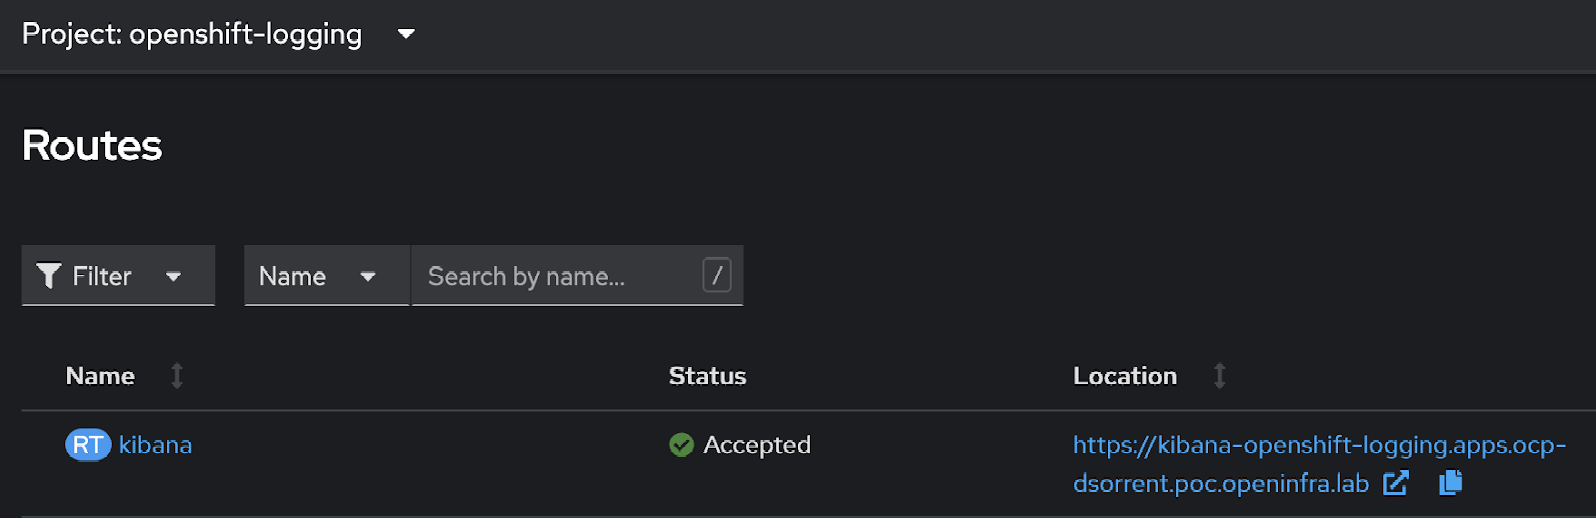 Project: openshift-logging
Routes
Filter Name Search by name... /
Name Status Location
RT kibana Accepted https://kibana-openshift-logging.apps.ocp-
dsorrent.poc.openinfra.lab